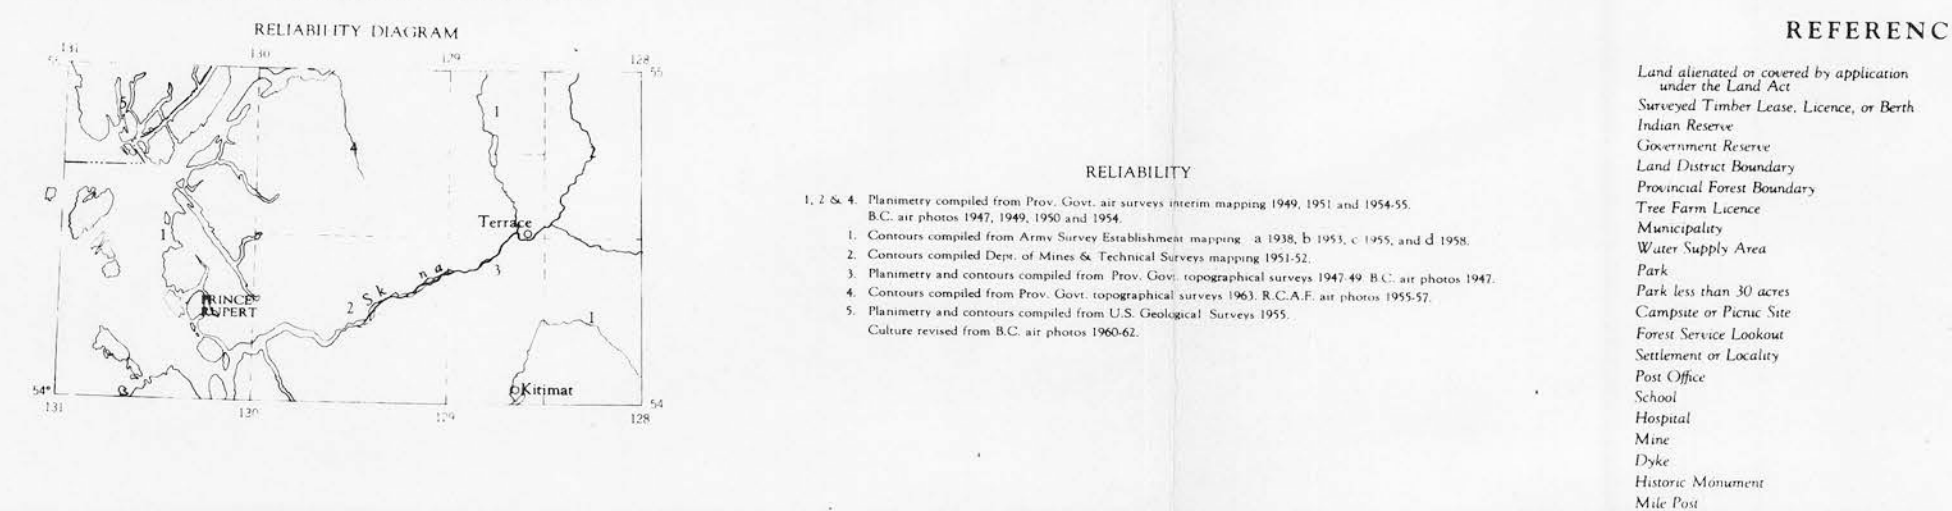 RELIABILITY DIAGRAM
131
130
129
128
55
5
1
4
1
Terrace
3
S k
n a
2
PRINCE
RUPERT
1
54°
Kitimat
54
131
130
129
128
RELIABILITY
1, 2 & 4. Planimetry compiled from Prov. Govt. air surveys interim mapping 1949, 1951 and 1954-55.
B.C. air photos 1947, 1949, 1950 and 1954.
1. Contours compiled from Army Survey Establishment mapping a 1938, b 1953, c 1955, and d 1958.
2. Contours compiled Dept. of Mines & Technical Surveys mapping 1951-52.
3. Planimetry and contours compiled from Prov. Govt. topographical surveys 1947-49 B.C. air photos 1947.
4. Contours compiled from Prov. Govt. topographical surveys 1963. R.C.A.F. air photos 1955-57.
5. Planimetry and contours compiled from U.S. Geological Surveys 1955.
Culture revised from B.C. air photos 1960-62.
REFERENC
Land alienated or covered by application
under the Land Act
Surveyed Timber Lease, Licence, or Berth
Indian Reserve
Government Reserve
Land District Boundary
Provincial Forest Boundary
Tree Farm Licence
Municipality
Water Supply Area
Park
Park less than 30 acres
Campsite or Picnic Site
Forest Service Lookout
Settlement or Locality
Post Office
School
Hospital
Mine
Dyke
Historic Monument
Mile Post